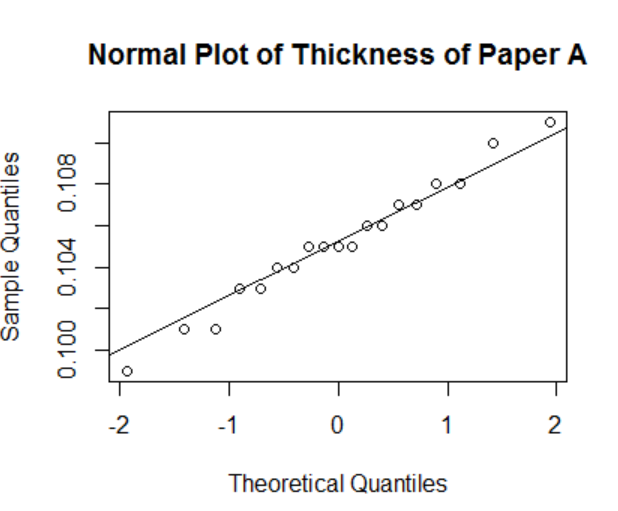 Normal Plot of Thickness of Paper A
Sample Quantiles
0.108
0.104
0.100
-2 -1 0 1 2
Theoretical Quantiles